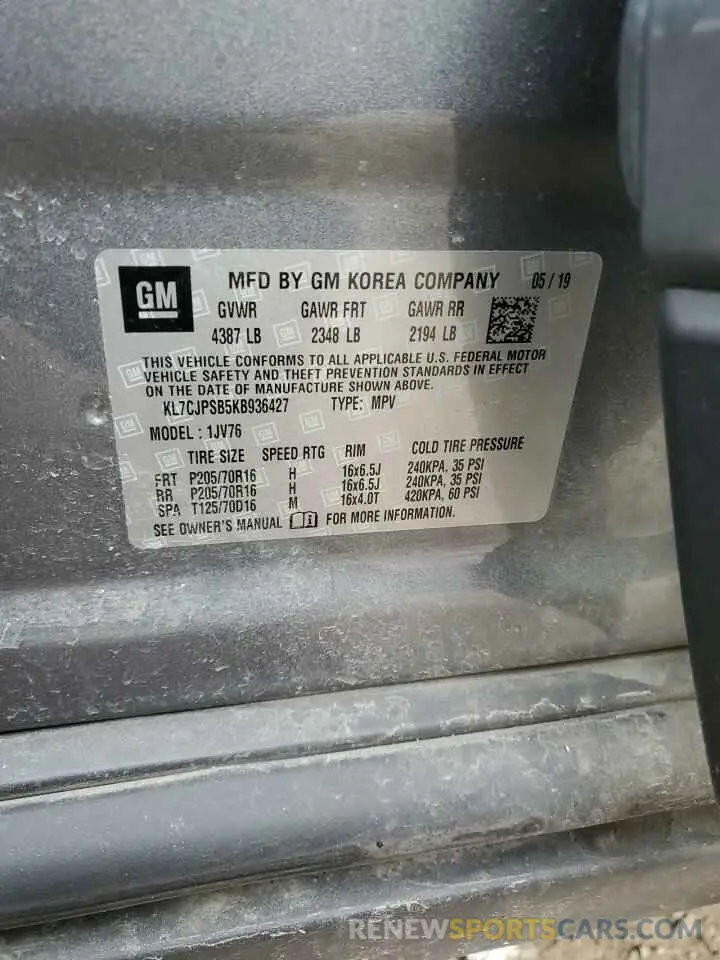 GM
MFD BY GM KOREA COMPANY 05 / 19
GVWR GAWR FRT GAWR RR
4387 LB 2348 LB 2194 LB
THIS VEHICLE CONFORMS TO ALL APPLICABLE U.S. FEDERAL MOTOR
VEHICLE SAFETY AND THEFT PREVENTION STANDARDS IN EFFECT
ON THE DATE OF MANUFACTURE SHOWN ABOVE.
KL7CJPSB5KB936427 TYPE: MPV
MODEL : 1JV76
TIRE SIZE SPEED RTG RIM COLD TIRE PRESSURE
FRT P205/70R16 H 16x6.5J 240KPA, 35 PSI
RR P205/70R16 H 16x6.5J 240KPA, 35 PSI
SPA T125/70D16 M 16x4.0T 420KPA, 60 PSI
SEE OWNER'S MANUAL FOR MORE INFORMATION.
RENEWSPORTSCARS.COM